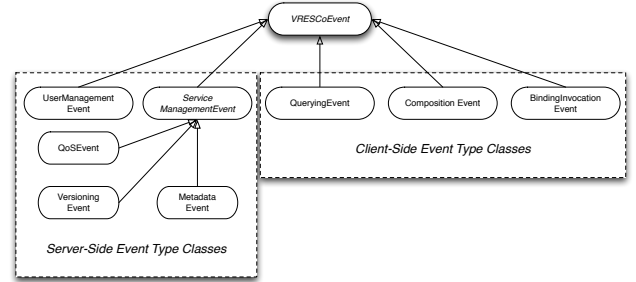 VRESCoEvent
UserManagement
Event
Service
ManagementEvent
QueryingEvent
Composition Event
BindingInvocation
Event
QoSEvent
Client-Side Event Type Classes
Versioning
Event
Metadata
Event
Server-Side Event Type Classes